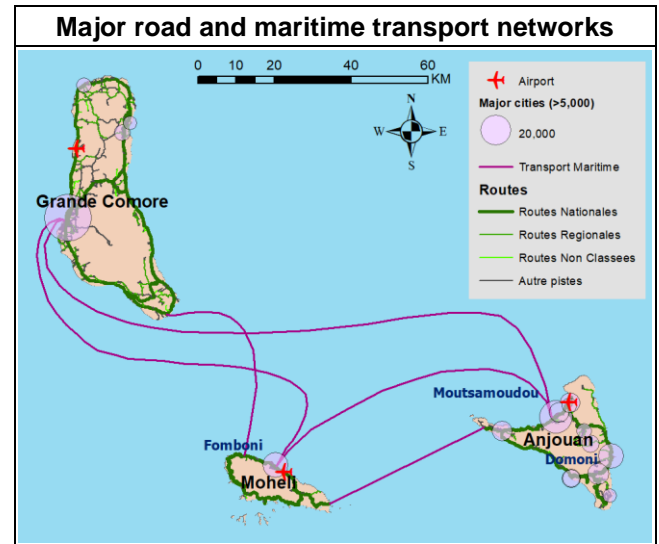 Major road and maritime transport networks
0 10 20 40 60
KM
N
W E
S
Airport
Major cities (>5,000)
20,000
Transport Maritime
Routes
Routes Nationales
Routes Regionales
Routes Non Classees
Autre pistes
Grande Comore
Moutsamoudou
Anjouan
Domoni
Fomboni
Moheli